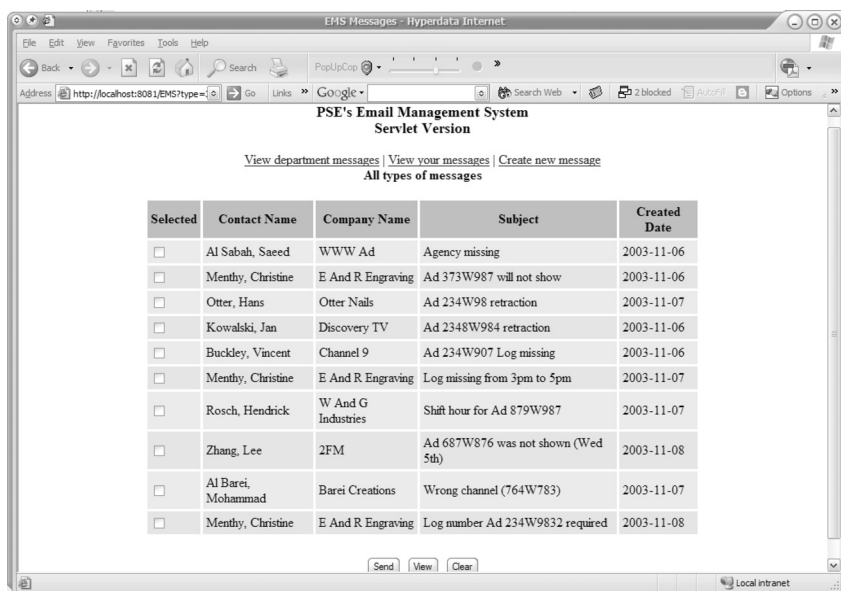 EMS Messages - Hyperdata Internet
File Edit View Favorites Tools Help
Back Search PopUpCop »
Address http://localhost:8081/EMS?type= Go Links » Google Search Web 2 blocked AutoFill Options »
PSE's Email Management System
Servlet Version
View department messages | View your messages | Create new message
All types of messages
Selected Contact Name Company Name Subject Created Date
Al Sabah, Saeed WWW Ad Agency missing 2003-11-06
Menthy, Christine E And R Engraving Ad 373W987 will not show 2003-11-06
Otter, Hans Otter Nails Ad 234W98 retraction 2003-11-07
Kowalski, Jan Discovery TV Ad 2348W984 retraction 2003-11-06
Buckley, Vincent Channel 9 Ad 234W907 Log missing 2003-11-06
Menthy, Christine E And R Engraving Log missing from 3pm to 5pm 2003-11-07
Rosch, Hendrick W And G Industries Shift hour for Ad 879W987 2003-11-07
Zhang, Lee 2FM Ad 687W876 was not shown (Wed 5th) 2003-11-08
Al Barei, Mohammad Barei Creations Wrong channel (764W783) 2003-11-07
Menthy, Christine E And R Engraving Log number Ad 234W9832 required 2003-11-08
Send View Clear
Local intranet